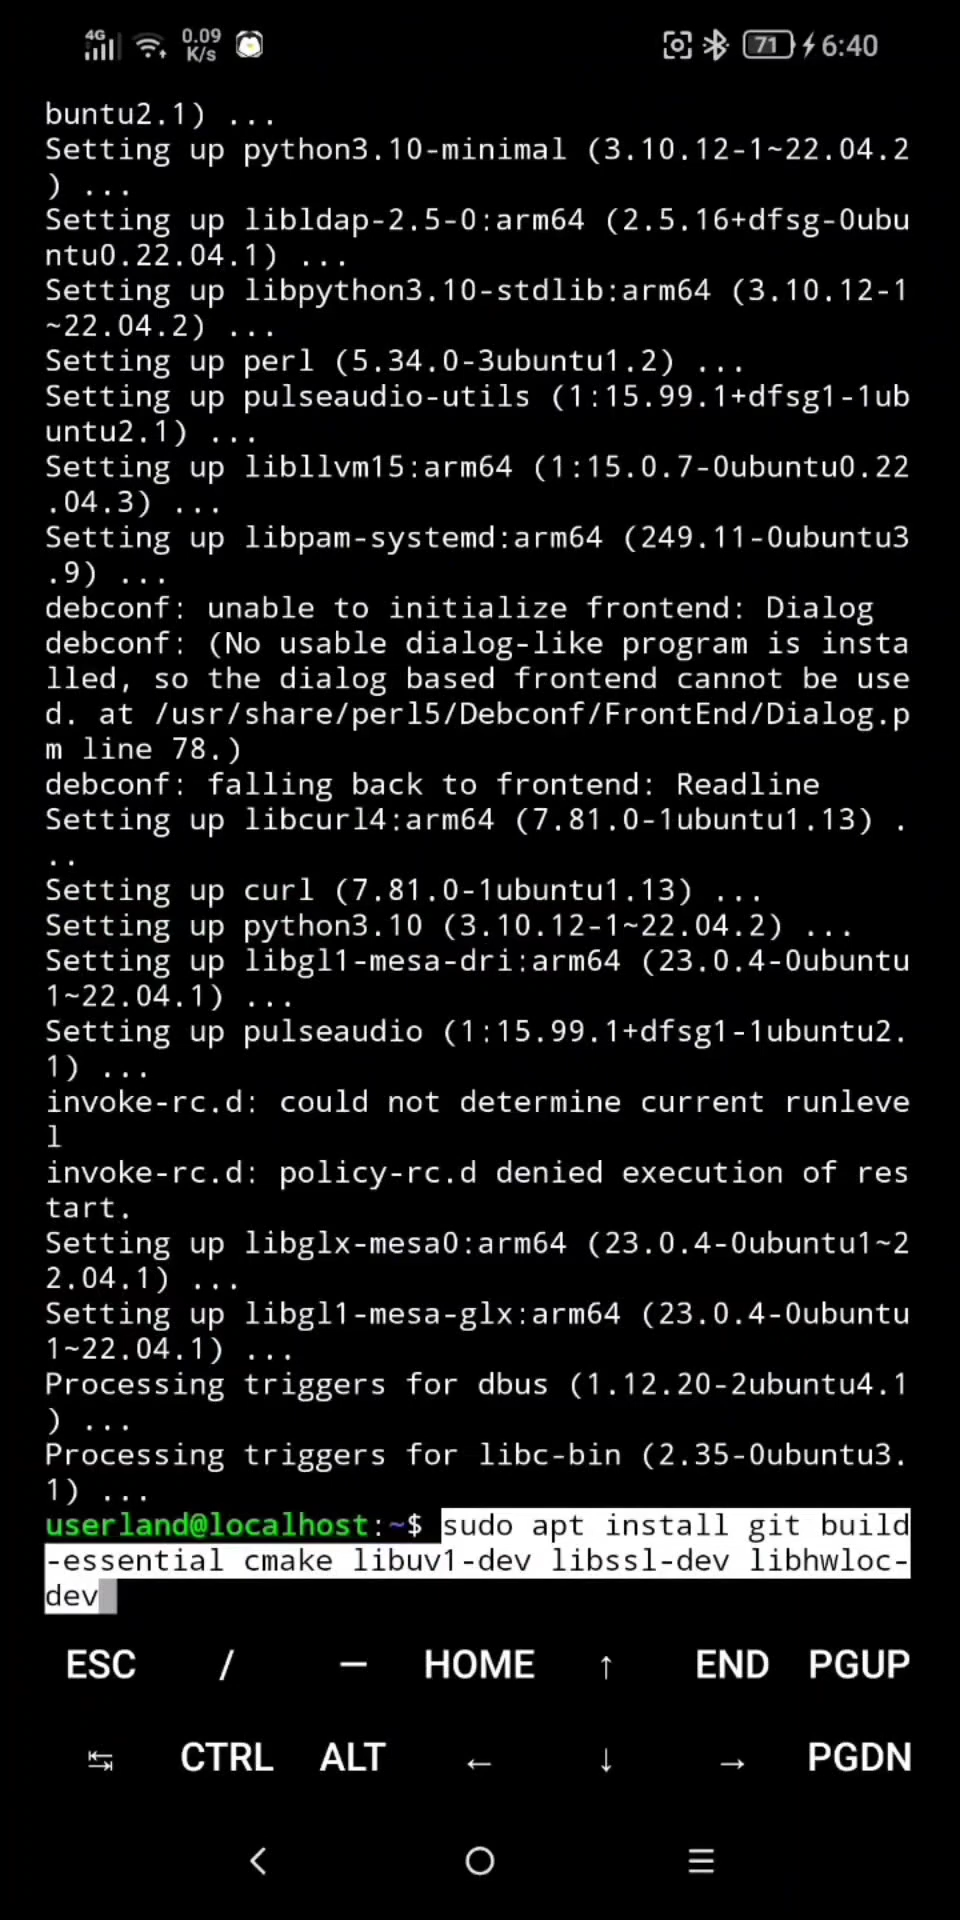 4G
0.09
K/s
71
6:40
buntu2.1) ...
Setting up python3.10-minimal (3.10.12-1~22.04.2
) ...
Setting up libldap-2.5-0:arm64 (2.5.16+dfsg-0ubu
ntu0.22.04.1) ...
Setting up libpython3.10-stdlib:arm64 (3.10.12-1
~22.04.2) ...
Setting up perl (5.34.0-3ubuntu1.2) ...
Setting up pulseaudio-utils (1:15.99.1+dfsg1-1ub
untu2.1) ...
Setting up libllvm15:arm64 (1:15.0.7-0ubuntu0.22
.04.3) ...
Setting up libpam-systemd:arm64 (249.11-0ubuntu3
.9) ...
debconf: unable to initialize frontend: Dialog
debconf: (No usable dialog-like program is insta
lled, so the dialog based frontend cannot be use
d. at /usr/share/perl5/Debconf/FrontEnd/Dialog.p
m line 78.)
debconf: falling back to frontend: Readline
Setting up libcurl4:arm64 (7.81.0-1ubuntu1.13) .
..
Setting up curl (7.81.0-1ubuntu1.13) ...
Setting up python3.10 (3.10.12-1~22.04.2) ...
Setting up libgl1-mesa-dri:arm64 (23.0.4-0ubuntu
1~22.04.1) ...
Setting up pulseaudio (1:15.99.1+dfsg1-1ubuntu2.
1) ...
invoke-rc.d: could not determine current runleve
l
invoke-rc.d: policy-rc.d denied execution of res
tart.
Setting up libglx-mesa0:arm64 (23.0.4-0ubuntu1~2
2.04.1) ...
Setting up libgl1-mesa-glx:arm64 (23.0.4-0ubuntu
1~22.04.1) ...
Processing triggers for dbus (1.12.20-2ubuntu4.1
) ...
Processing triggers for libc-bin (2.35-0ubuntu3.
1) ...
userland@localhost:~$ sudo apt install git build
-essential cmake libuv1-dev libssl-dev libhwloc-
dev
ESC / — HOME ↑ END PGUP
↹ CTRL ALT ← ↓ → PGDN